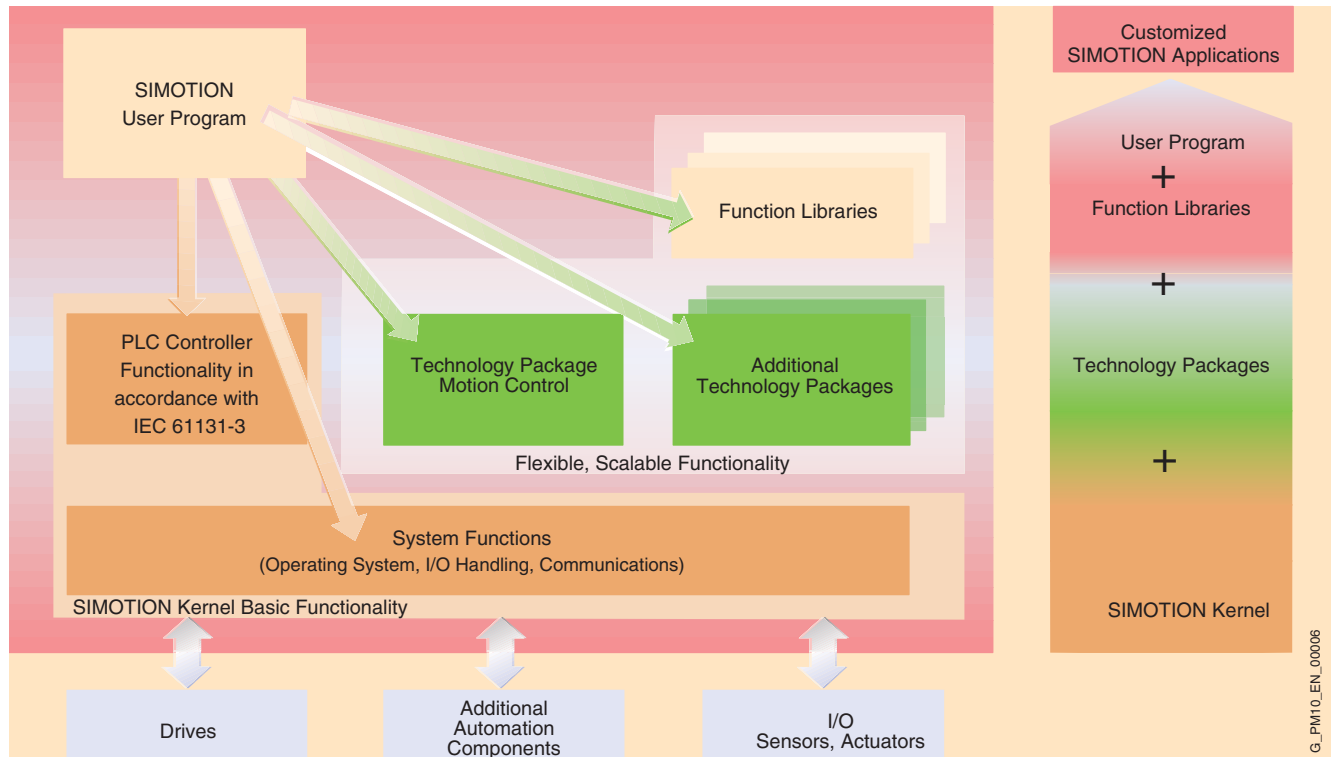 SIMOTION
User Program
Function Libraries
PLC Controller
Functionality in
accordance with
IEC 61131-3
Technology Package
Motion Control
Additional
Technology Packages
Flexible, Scalable Functionality
System Functions
(Operating System, I/O Handling, Communications)
SIMOTION Kernel Basic Functionality
Drives
Additional
Automation
Components
I/O
Sensors, Actuators
Customized
SIMOTION Applications
User Program
+
Function Libraries
+
Technology Packages
+
SIMOTION Kernel
G_PM10_EN_00006